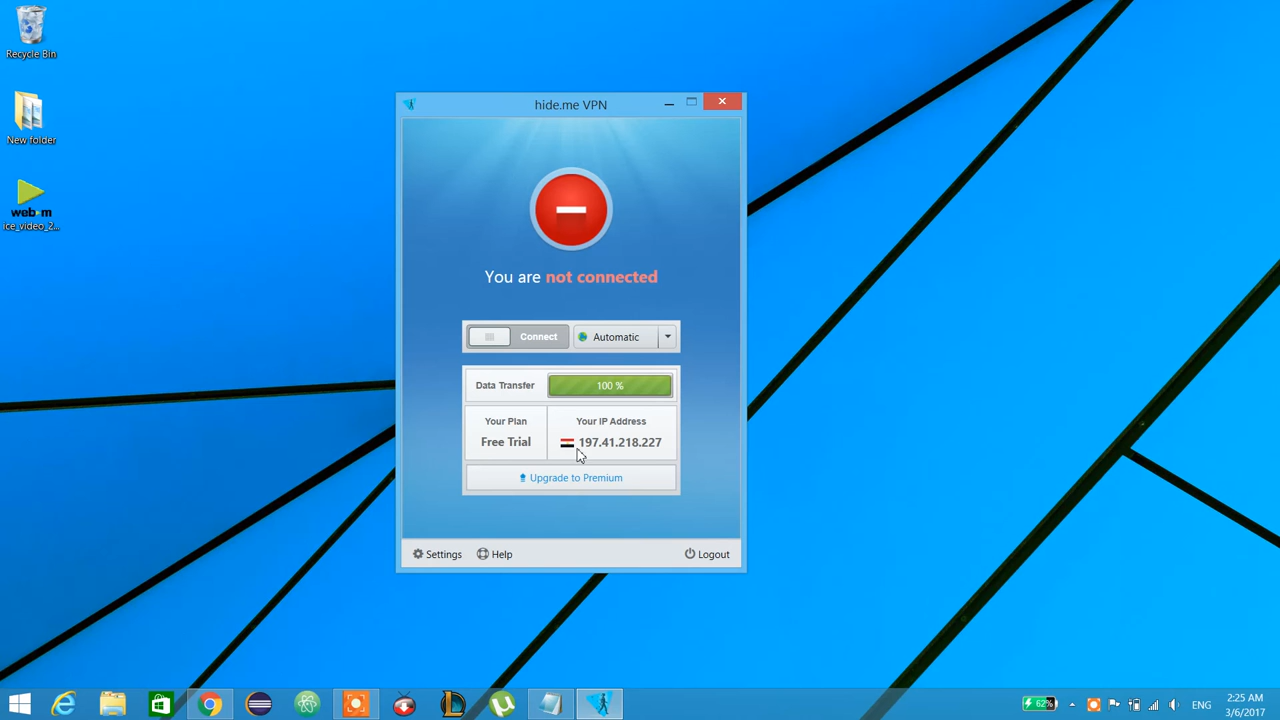 Recycle Bin
New folder
web m
ice_video_2...
hide.me VPN
You are not connected
Connect
Automatic
Data Transfer
100 %
Your Plan
Your IP Address
Free Trial
197.41.218.227
Upgrade to Premium
Settings
Help
Logout
62%
ENG
2:25 AM
3/6/2017